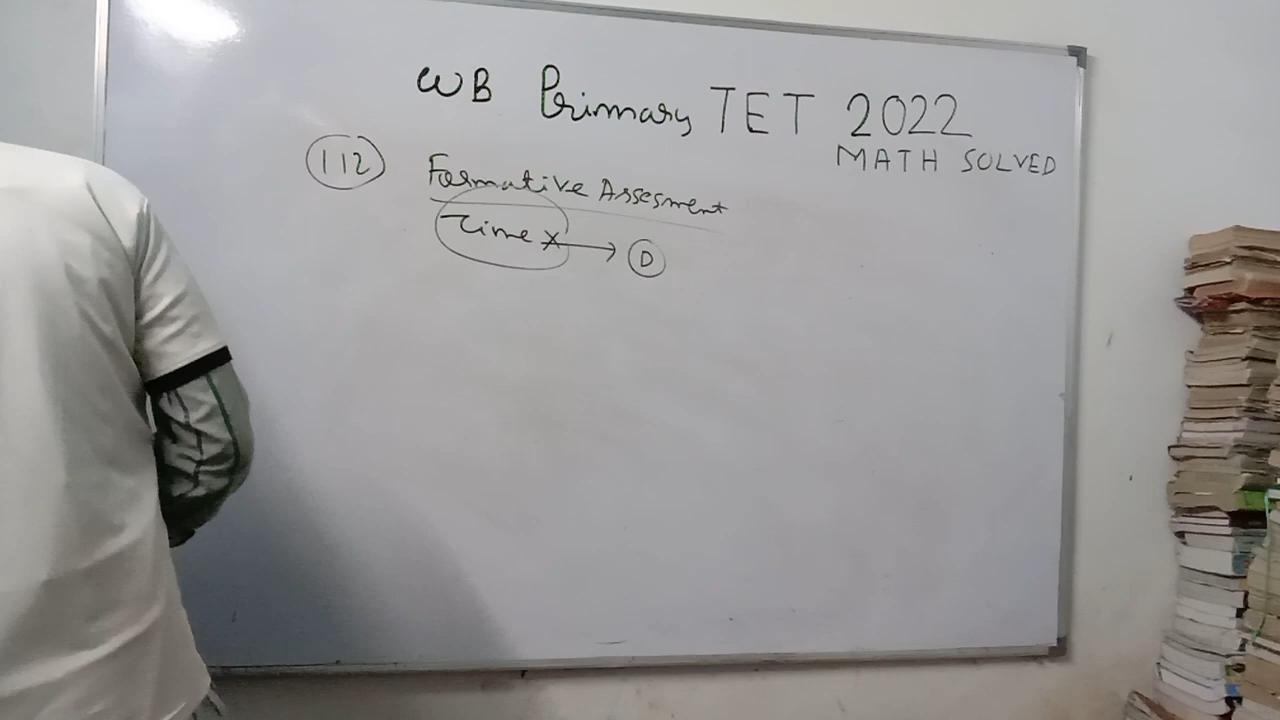 WB Primary TET 2022
MATH SOLVED
112 Formative Assesment
Time x → D